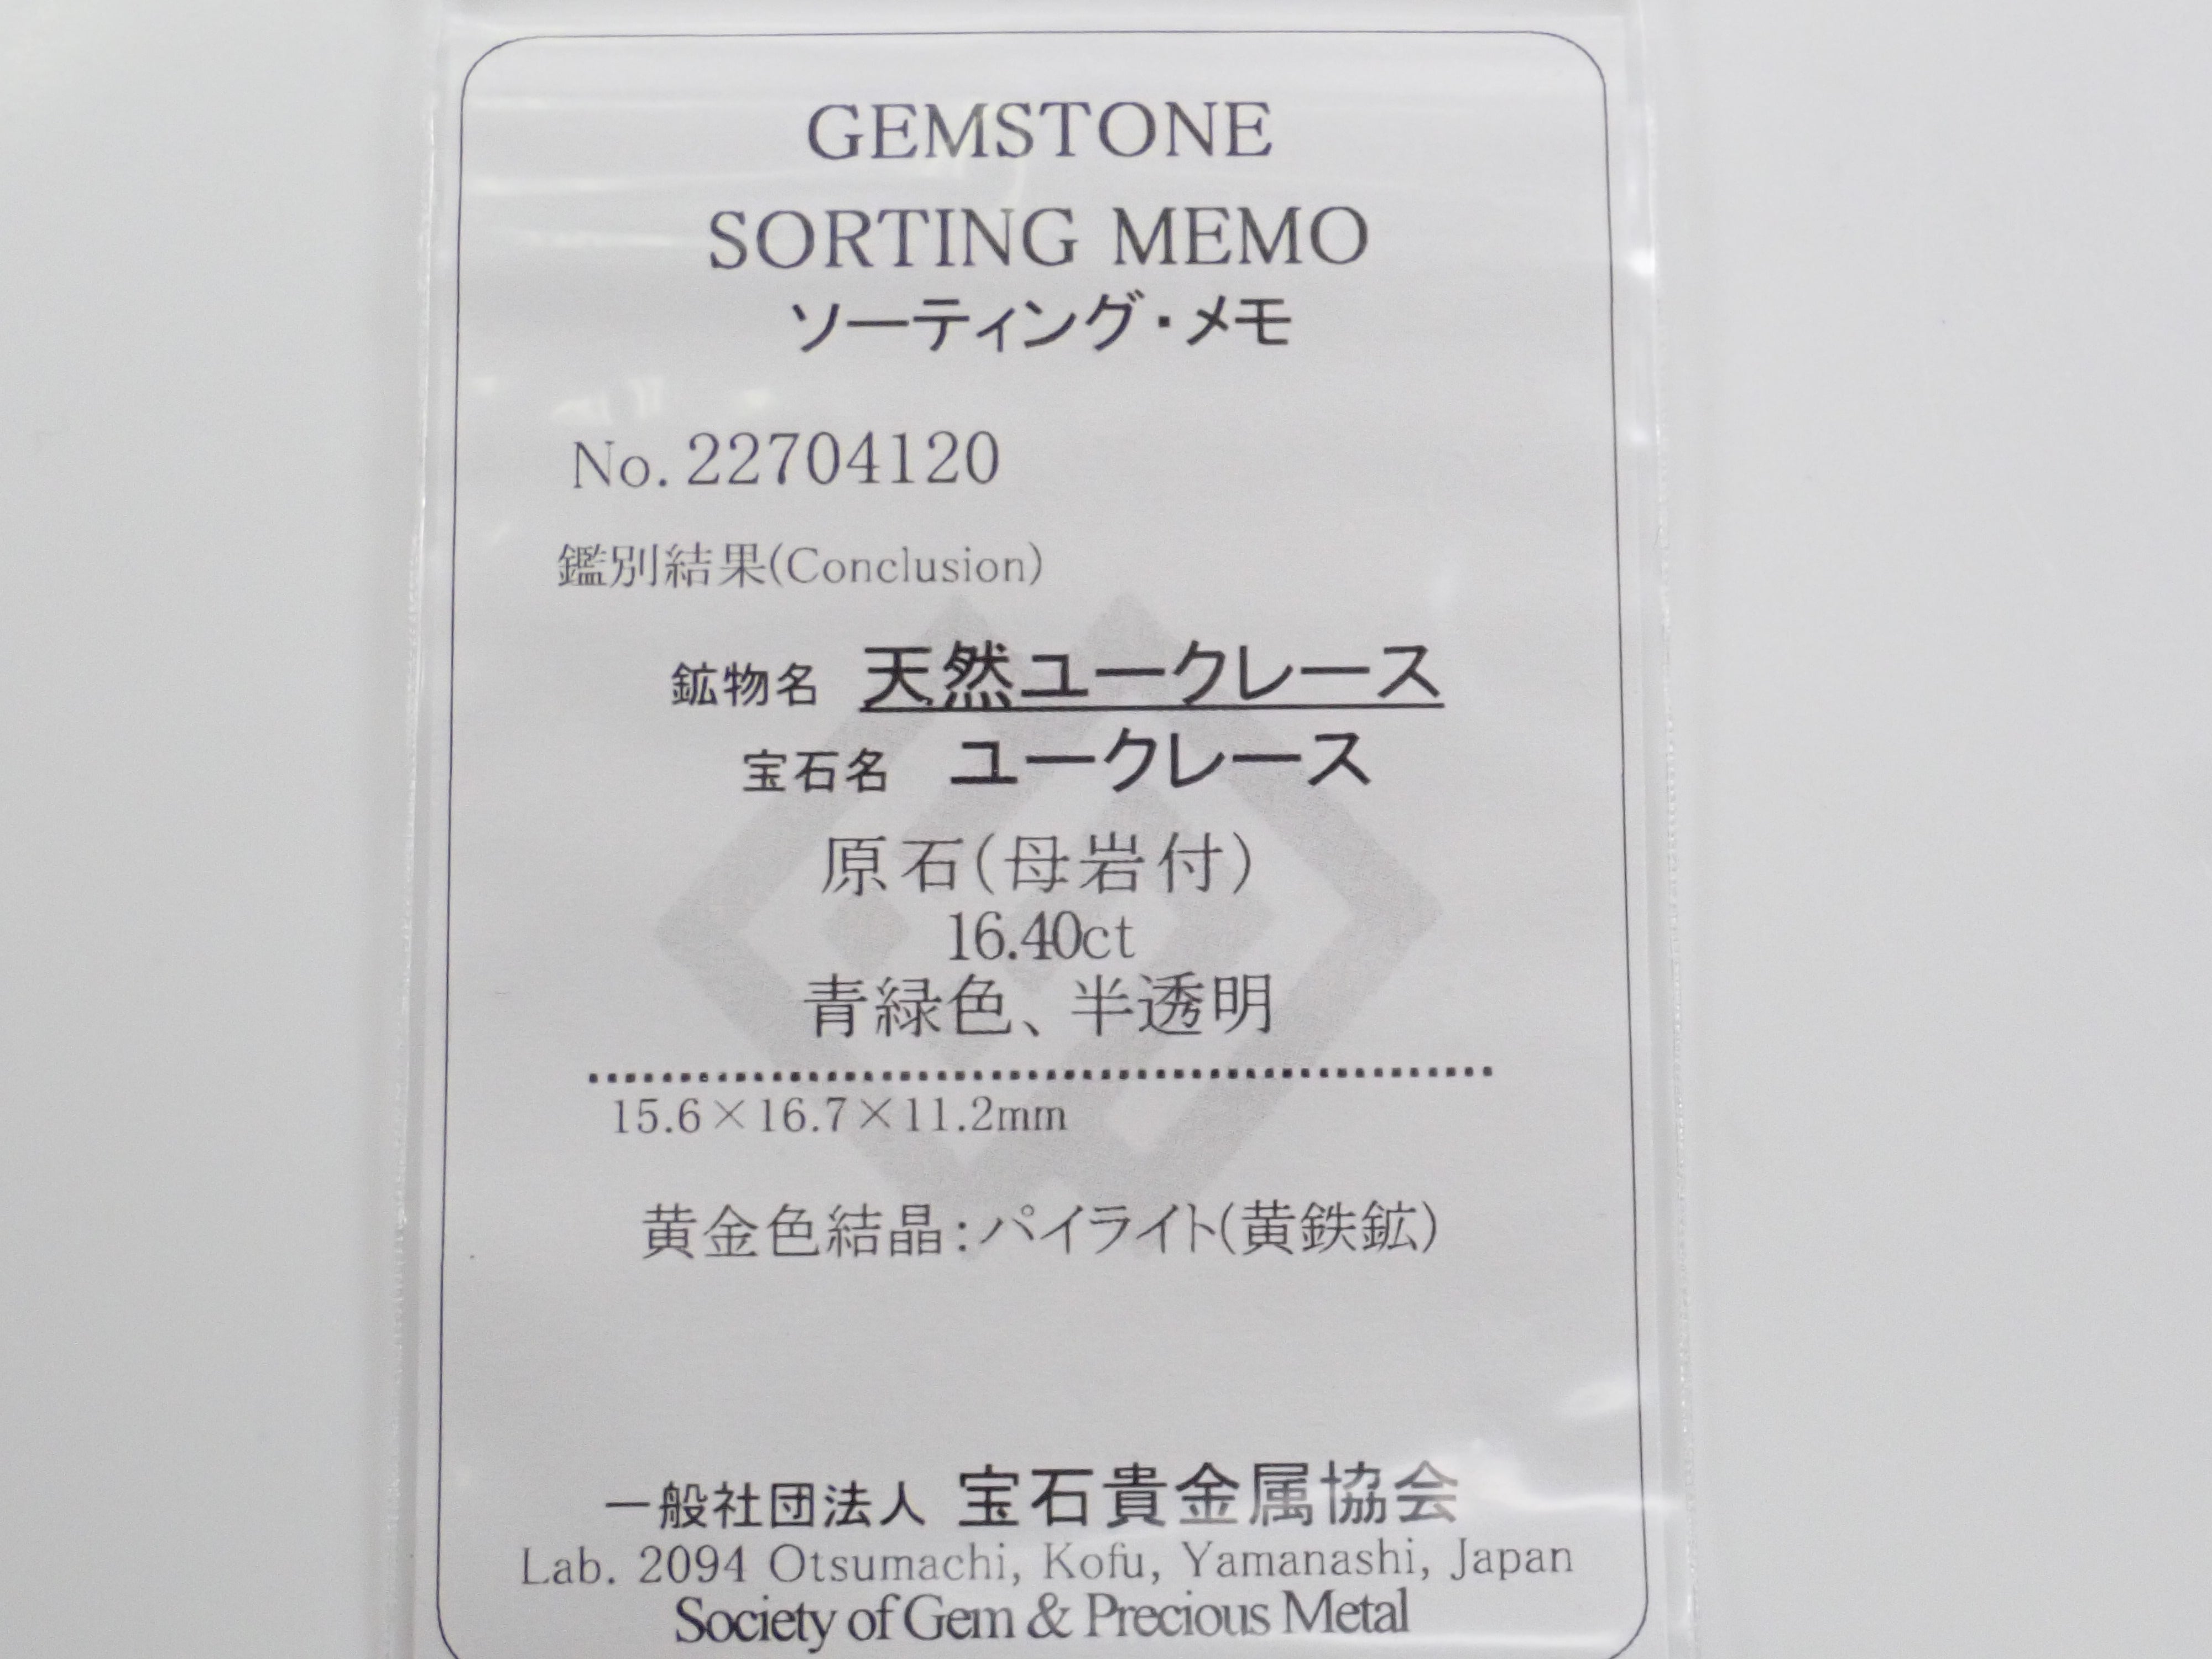 GEMSTONE
SORTING MEMO
ソーティング・メモ
No. 22704120
鑑別結果(Conclusion)
鉱物名 天然ユークレース
宝石名 ユークレース
原石(母岩付)
16.40ct
青緑色、半透明
15.6×16.7×11.2mm
黄金色結晶:パイライト(黄鉄鉱)
一般社団法人 宝石貴金属協会
Lab. 2094 Otsumachi, Kofu, Yamanashi, Japan
Society of Gem & Precious Metal